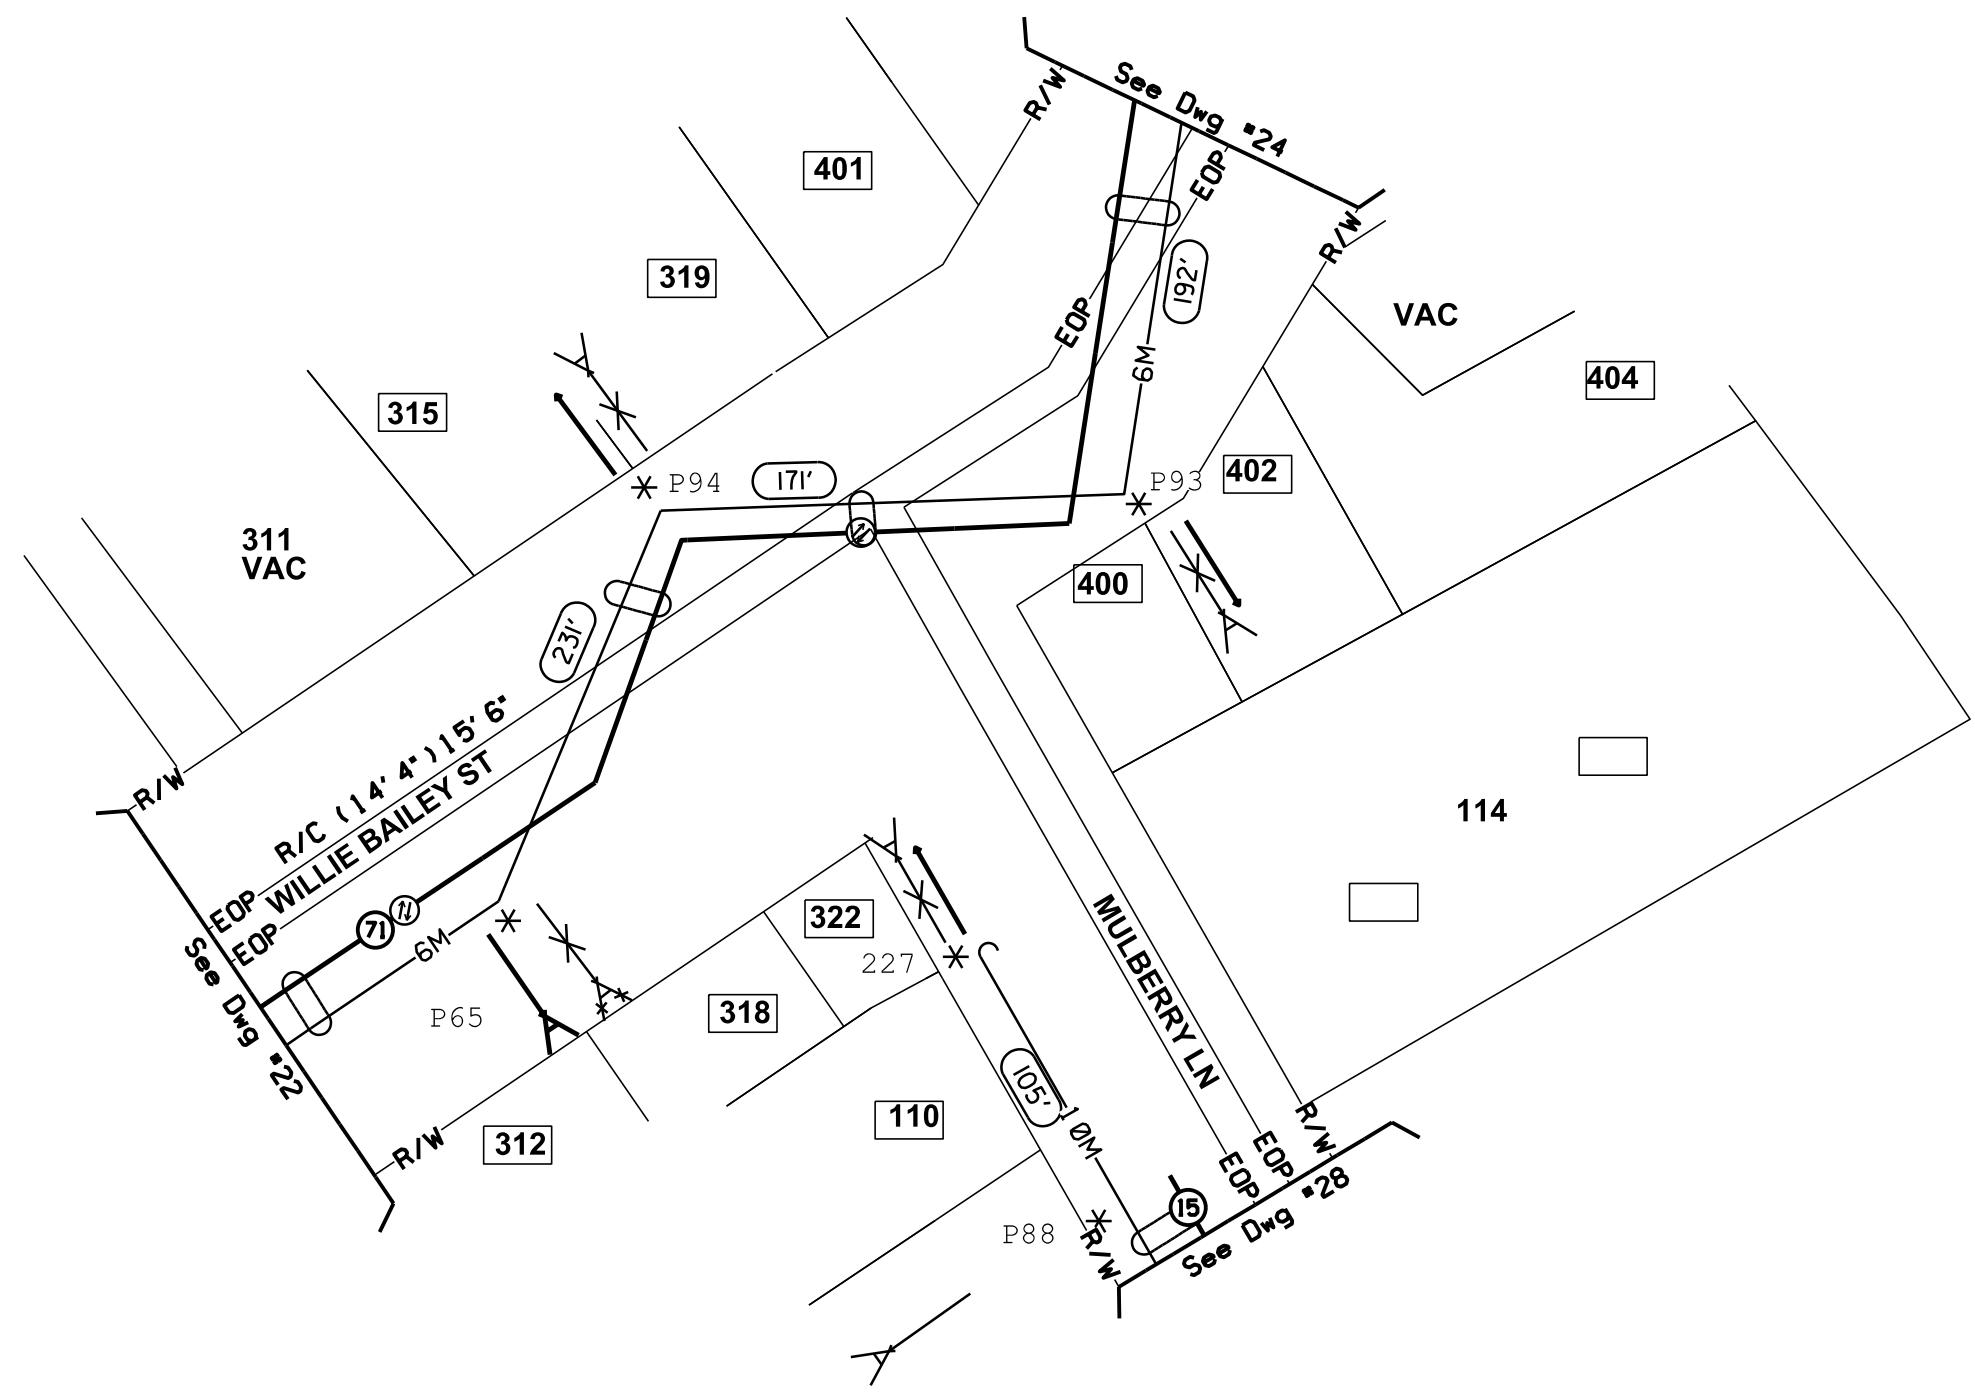 R/W
See Dwg #24
401
EOP
R/W
319
192'
VAC
EOP
6M
404
315
402
P94
171'
P93
311
VAC
400
231'
R/C (14' 4") 15' 6"
WILLIE BAILEY ST
R/W
114
EOP
EOP
71
6M
322
227
MULBERRY LN
See Dwg #22
P65
318
105'
110
10M
R/W
312
R/W
EOP
EOP
15
See Dwg #28
P88
R/W